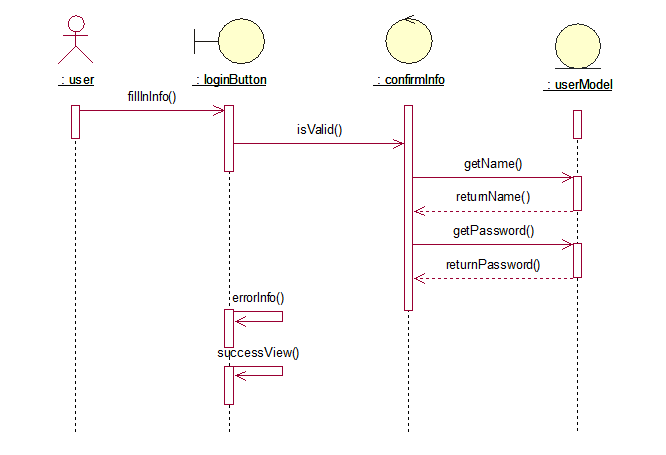 : user
: loginButton
: confirmInfo
: userModel
fillInInfo()
isValid()
getName()
returnName()
getPassword()
returnPassword()
errorInfo()
successView()